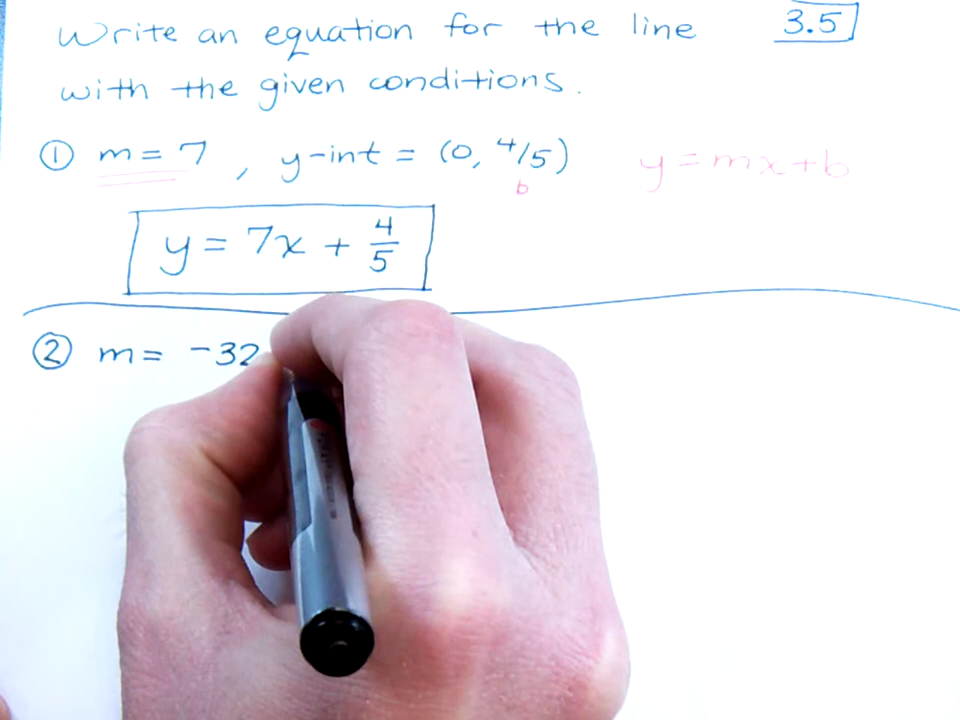 Write an equation for the line 3.5
with the given conditions.
① m = 7 , y-int = (0, 4/5) y = mx + b
b
y = 7x + 4/5
② m = -32